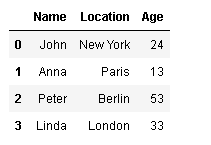 Name Location Age
0 John New York 24
1 Anna Paris 13
2 Peter Berlin 53
3 Linda London 33